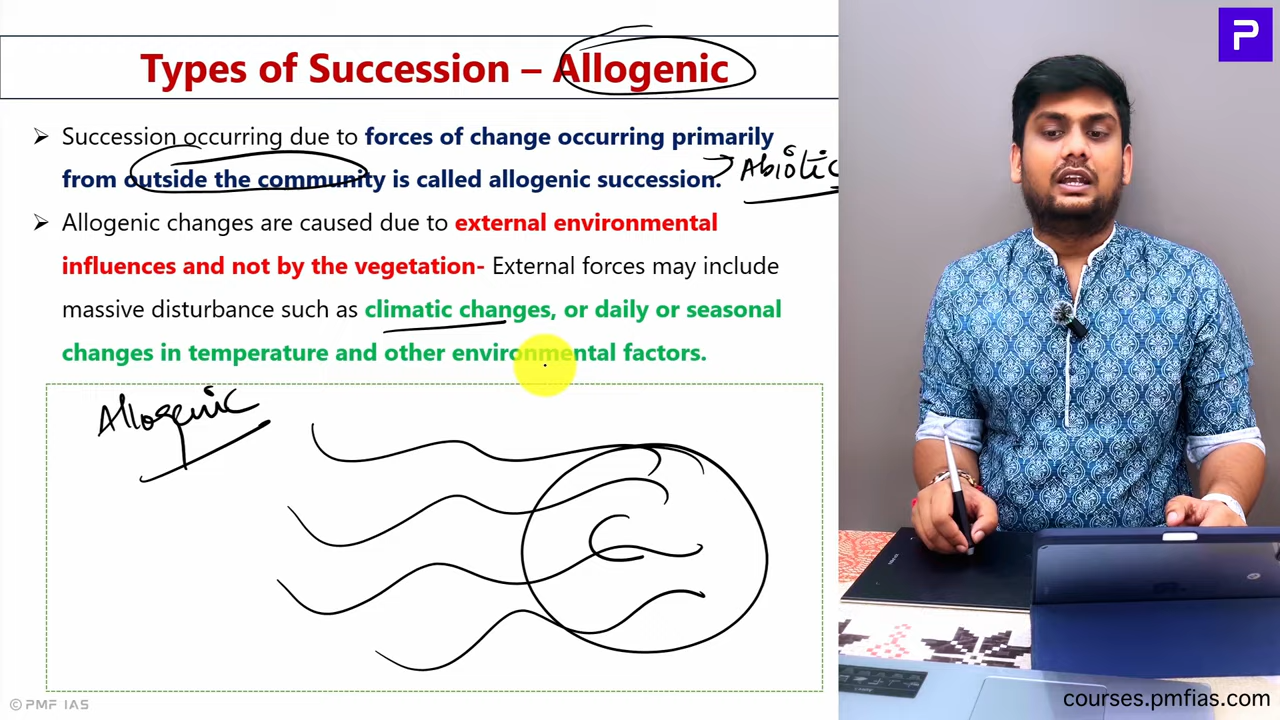 P
Types of Succession – Allogenic
➢ Succession occurring due to forces of change occurring primarily
from outside the community is called allogenic succession.
→ Abiotic
➢ Allogenic changes are caused due to external environmental
influences and not by the vegetation- External forces may include
massive disturbance such as climatic changes, or daily or seasonal
changes in temperature and other environmental factors.
Allogenic
© PMF IAS
courses.pmfias.com